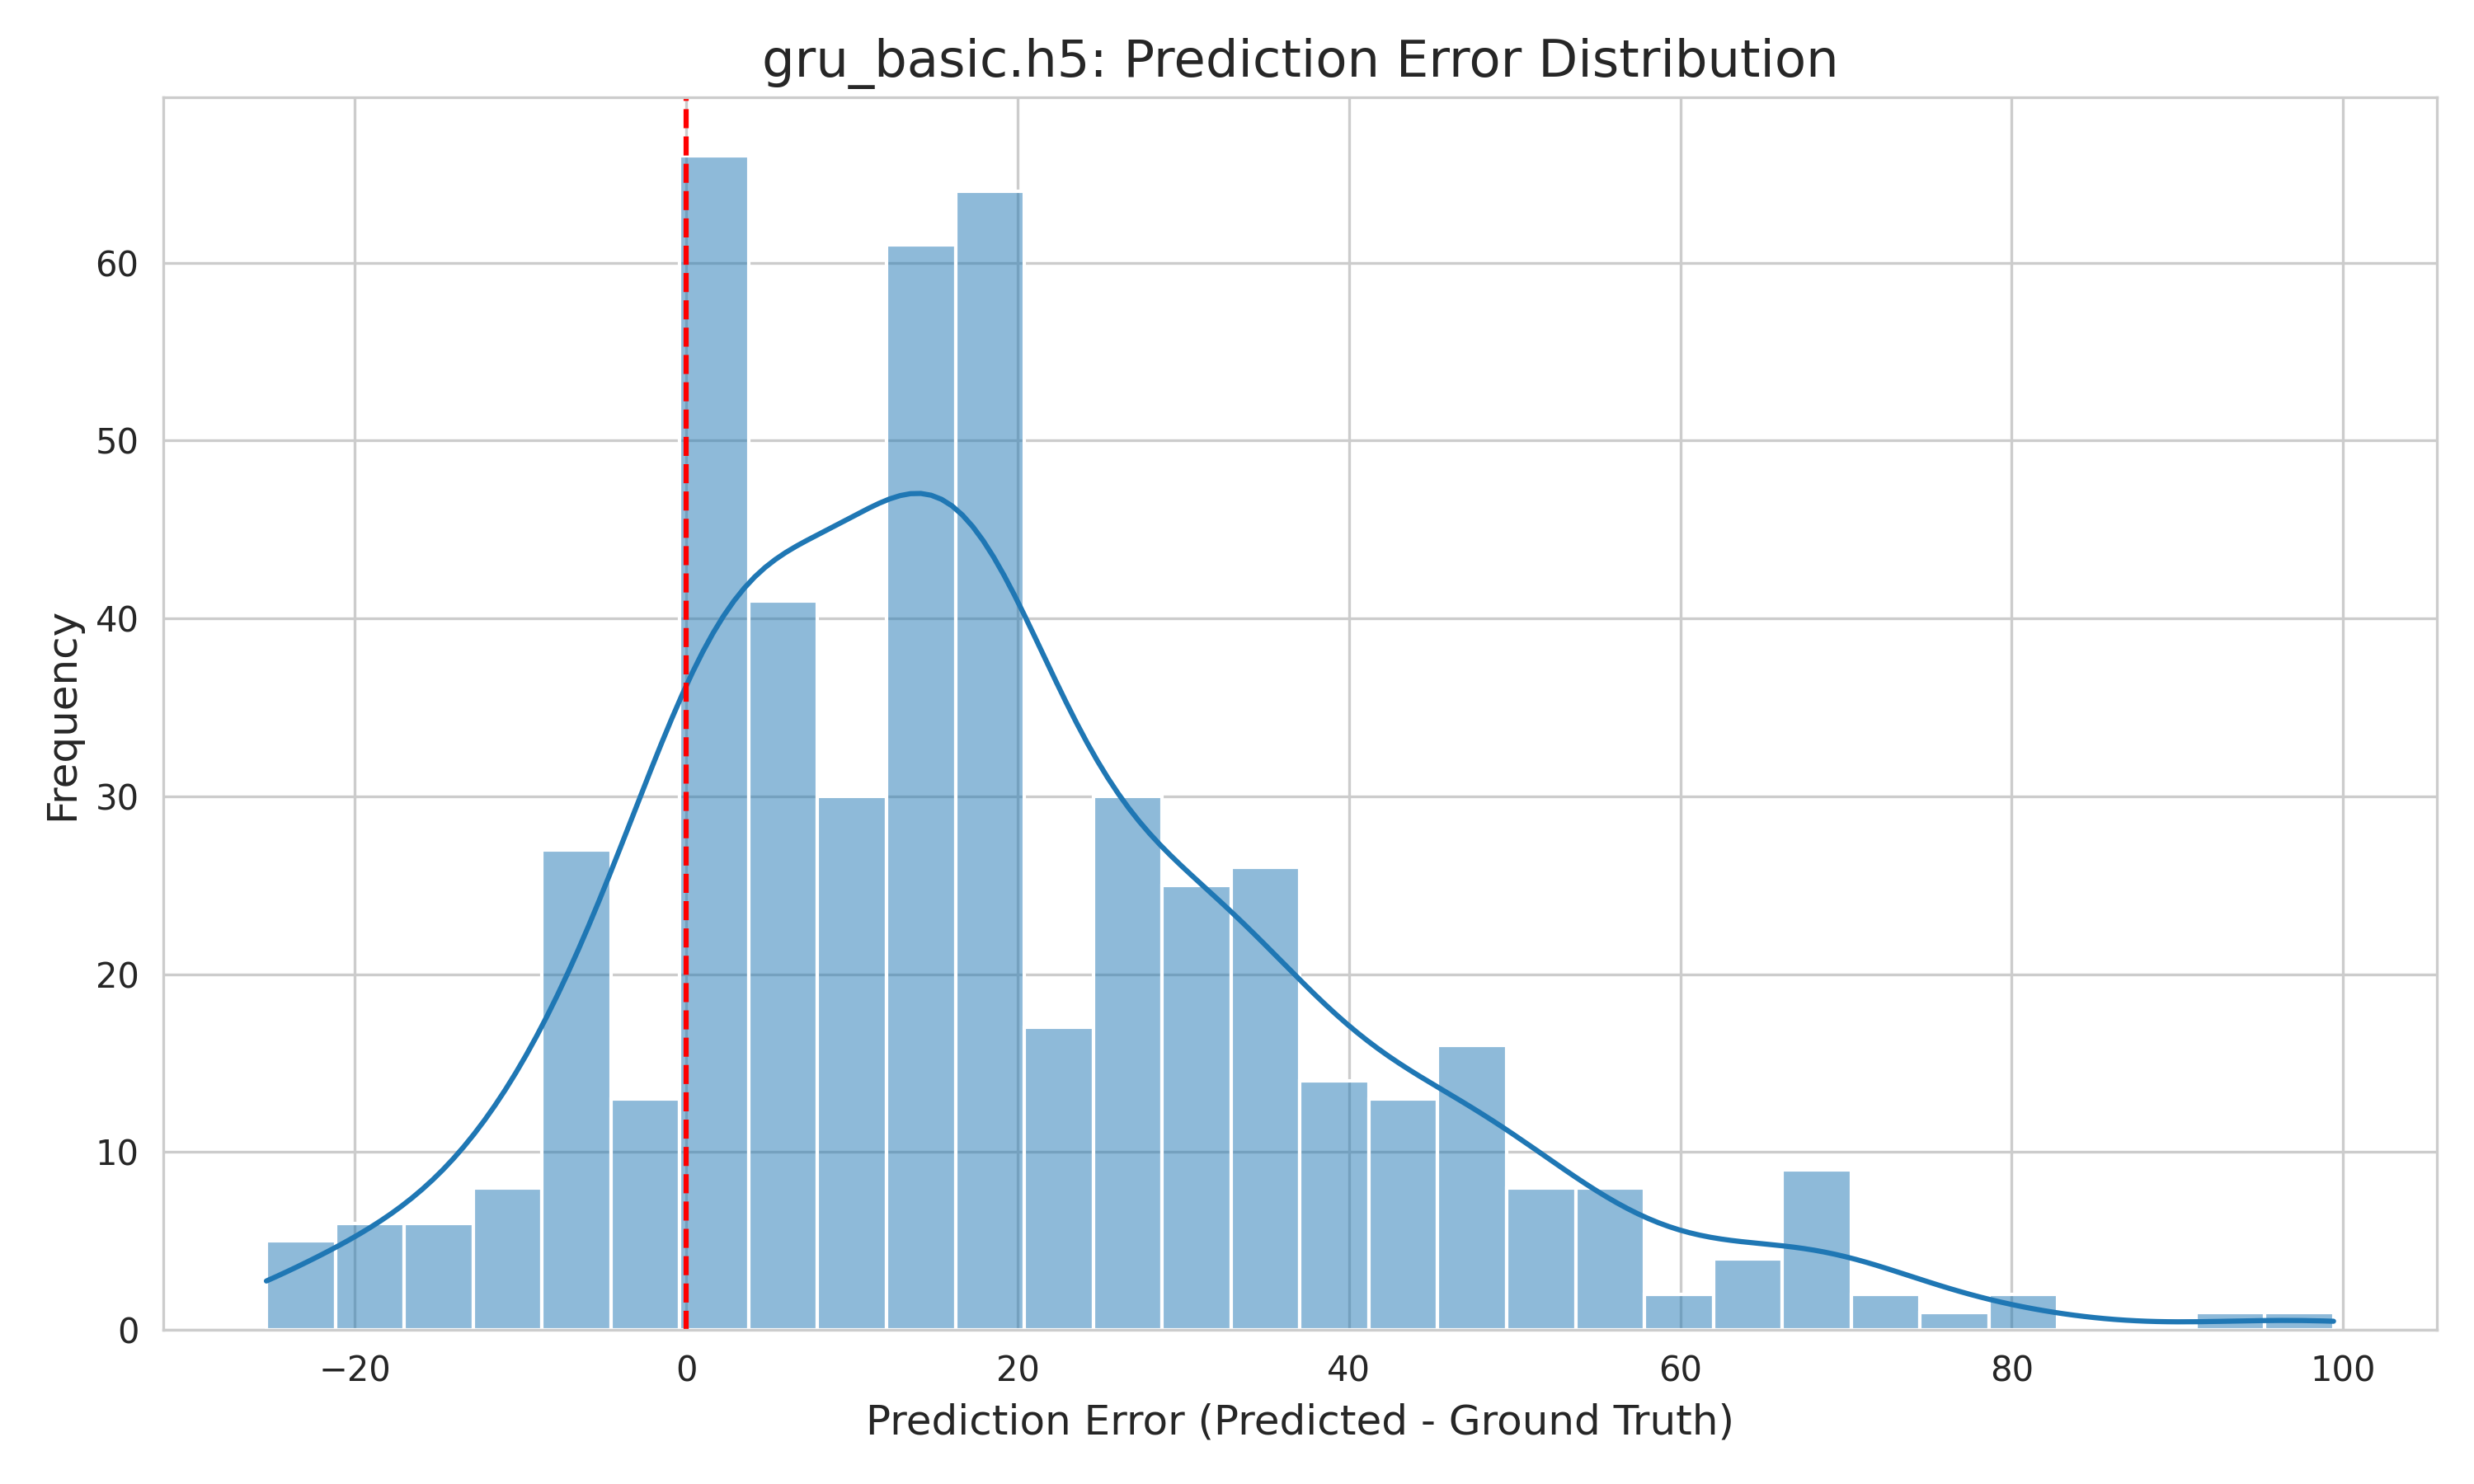 gru_basic.h5: Prediction Error Distribution
Frequency
60
50
40
30
20
10
0
−20 0 20 40 60 80 100
Prediction Error (Predicted - Ground Truth)